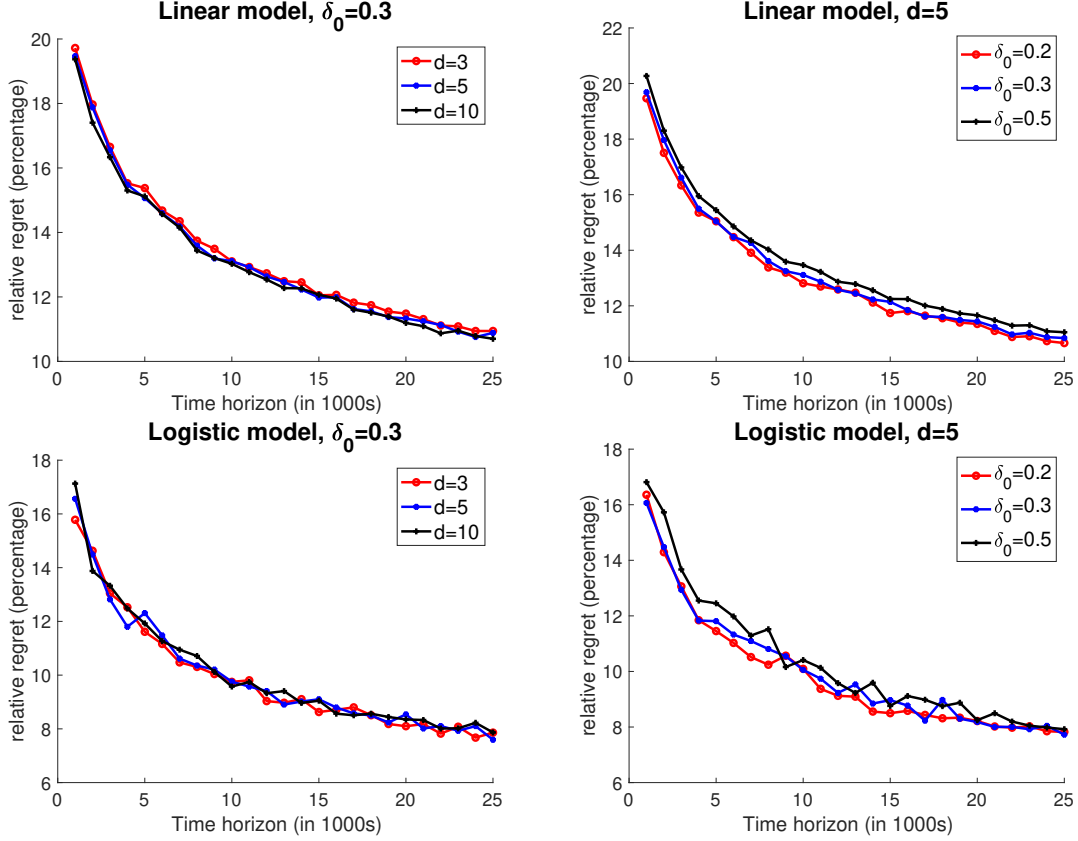 Linear model, δ₀=0.3
relative regret (percentage)
20
18
16
14
12
10
0
5
10
15
20
25
Time horizon (in 1000s)
d=3
d=5
d=10
Linear model, d=5
relative regret (percentage)
22
20
18
16
14
12
10
0
5
10
15
20
25
Time horizon (in 1000s)
δ₀=0.2
δ₀=0.3
δ₀=0.5
Logistic model, δ₀=0.3
relative regret (percentage)
18
16
14
12
10
8
6
0
5
10
15
20
25
Time horizon (in 1000s)
d=3
d=5
d=10
Logistic model, d=5
relative regret (percentage)
18
16
14
12
10
8
6
0
5
10
15
20
25
Time horizon (in 1000s)
δ₀=0.2
δ₀=0.3
δ₀=0.5